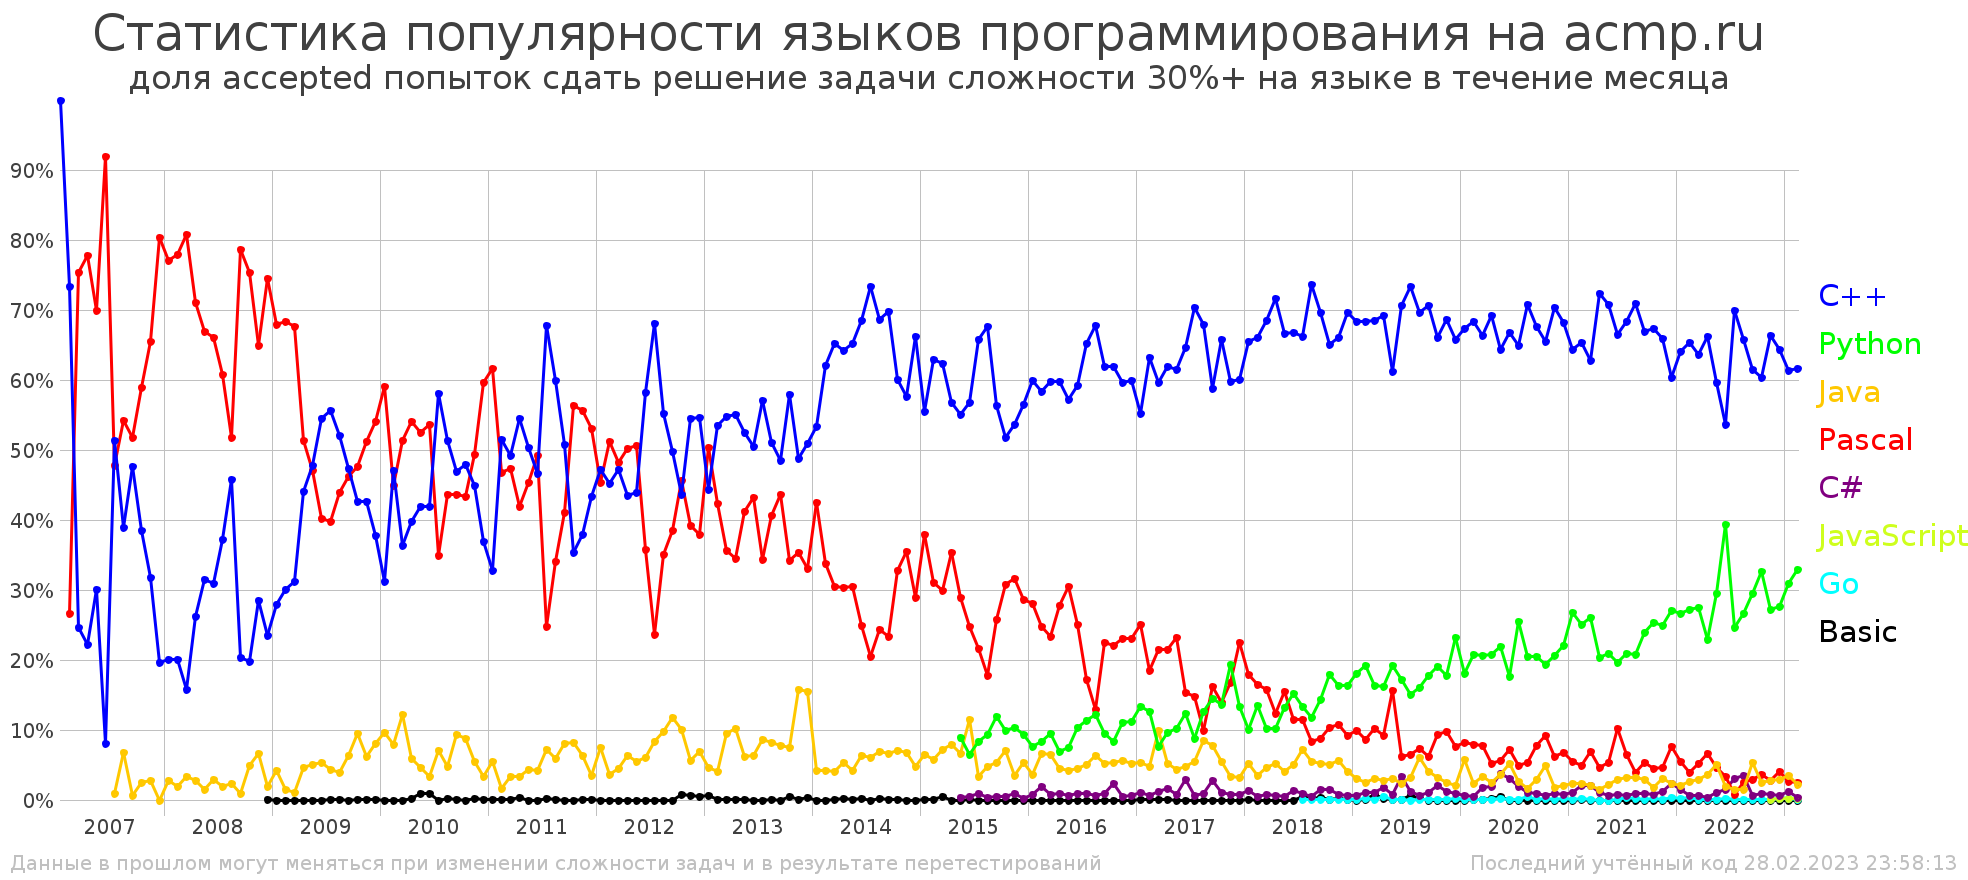 Статистика популярности языков программирования на acmp.ru
доля accepted попыток сдать решение задачи сложности 30%+ на языке в течение месяца
90%
80%
70%
60%
50%
40%
30%
20%
10%
0%
C++
Python
Java
Pascal
C#
JavaScript
Go
Basic
2007 2008 2009 2010 2011 2012 2013 2014 2015 2016 2017 2018 2019 2020 2021 2022
Данные в прошлом могут меняться при изменении сложности задач и в результате перетестирований
Последний учтённый код 28.02.2023 23:58:13